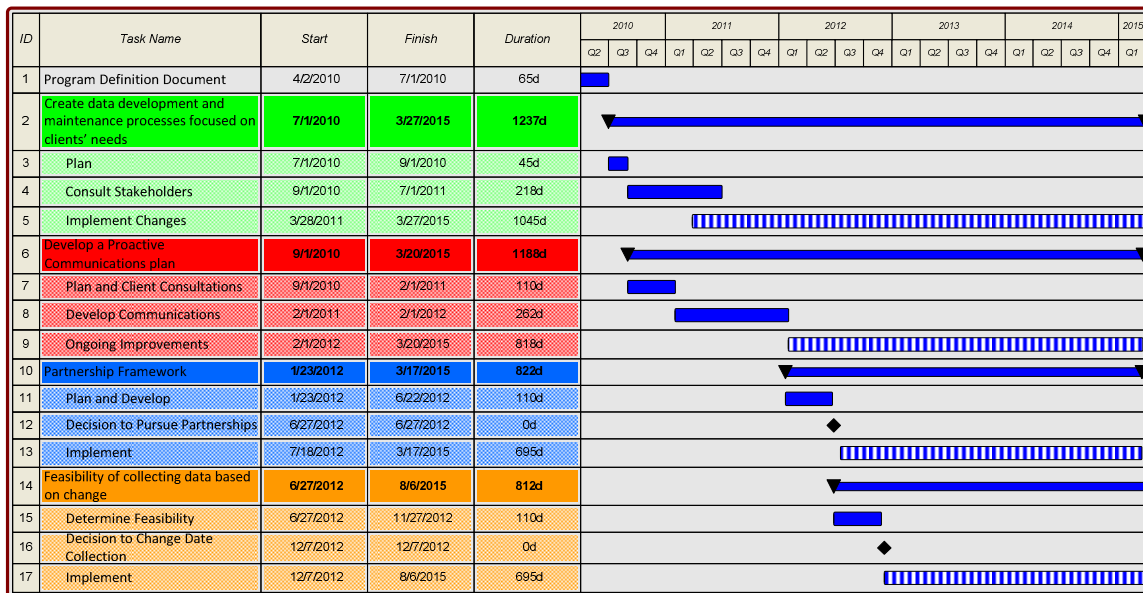 ID Task Name Start Finish Duration 2010 2011 2012 2013 2014 2015
Q2 Q3 Q4 Q1 Q2 Q3 Q4 Q1 Q2 Q3 Q4 Q1 Q2 Q3 Q4 Q1 Q2 Q3 Q4 Q1
1 Program Definition Document 4/2/2010 7/1/2010 65d
2 Create data development and
maintenance processes focused on
clients' needs 7/1/2010 3/27/2015 1237d
3 Plan 7/1/2010 9/1/2010 45d
4 Consult Stakeholders 9/1/2010 7/1/2011 218d
5 Implement Changes 3/28/2011 3/27/2015 1045d
6 Develop a Proactive
Communications plan 9/1/2010 3/20/2015 1188d
7 Plan and Client Consultations 9/1/2010 2/1/2011 110d
8 Develop Communications 2/1/2011 2/1/2012 262d
9 Ongoing Improvements 2/1/2012 3/20/2015 818d
10 Partnership Framework 1/23/2012 3/17/2015 822d
11 Plan and Develop 1/23/2012 6/22/2012 110d
12 Decision to Pursue Partnerships 6/27/2012 6/27/2012 0d
13 Implement 7/18/2012 3/17/2015 695d
14 Feasibility of collecting data based
on change 6/27/2012 8/6/2015 812d
15 Determine Feasibility 6/27/2012 11/27/2012 110d
16 Decision to Change Date
Collection 12/7/2012 12/7/2012 0d
17 Implement 12/7/2012 8/6/2015 695d